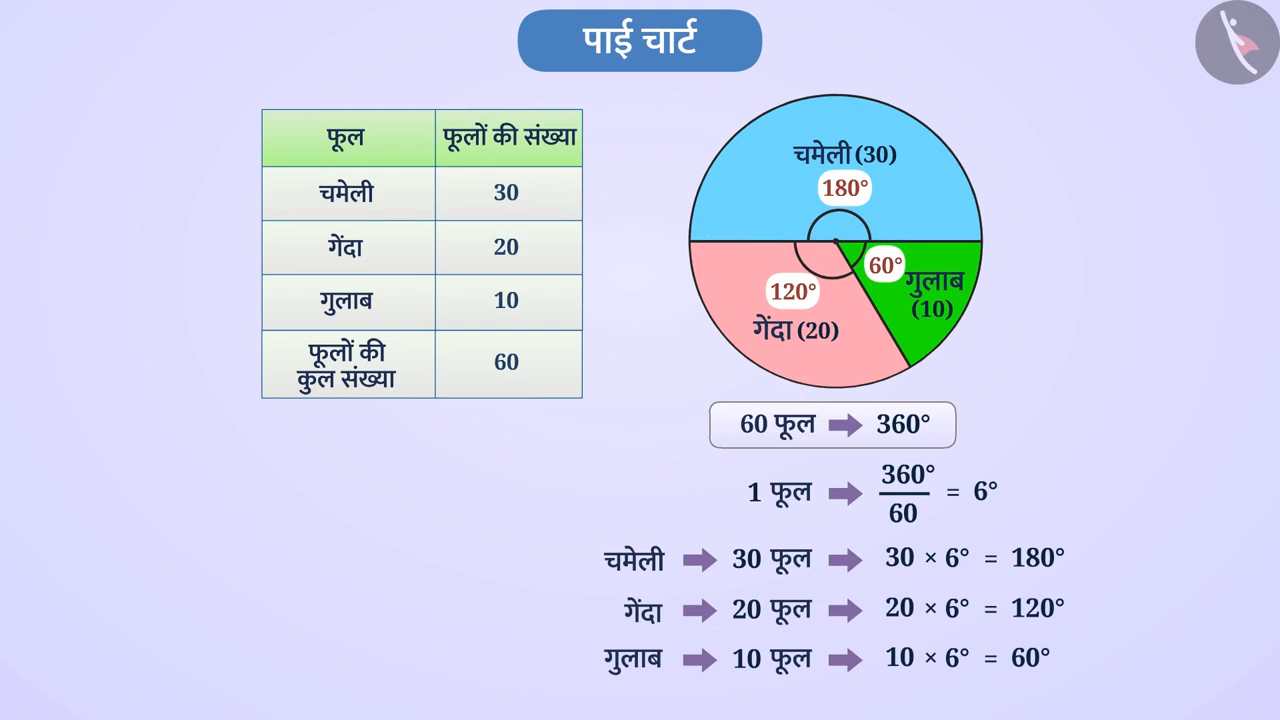 पाई चार्ट
फूल फूलों की संख्या
चमेली 30
गेंदा 20
गुलाब 10
फूलों की
कुल संख्या 60
चमेली (30)
180°
60°
गुलाब
(10)
120°
गेंदा (20)
60 फूल ➡ 360°
1 फूल ➡ 360°/60 = 6°
चमेली ➡ 30 फूल ➡ 30 × 6° = 180°
गेंदा ➡ 20 फूल ➡ 20 × 6° = 120°
गुलाब ➡ 10 फूल ➡ 10 × 6° = 60°